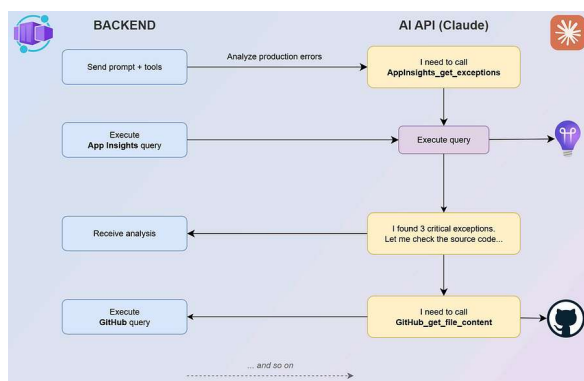 BACKEND
AI API (Claude)
Send prompt + tools
Analyze production errors
I need to call
AppInsights_get_exceptions
Execute
App Insights query
Execute query
Receive analysis
I found 3 critical exceptions.
Let me check the source code...
Execute
GitHub query
I need to call
GitHub_get_file_content
... and so on